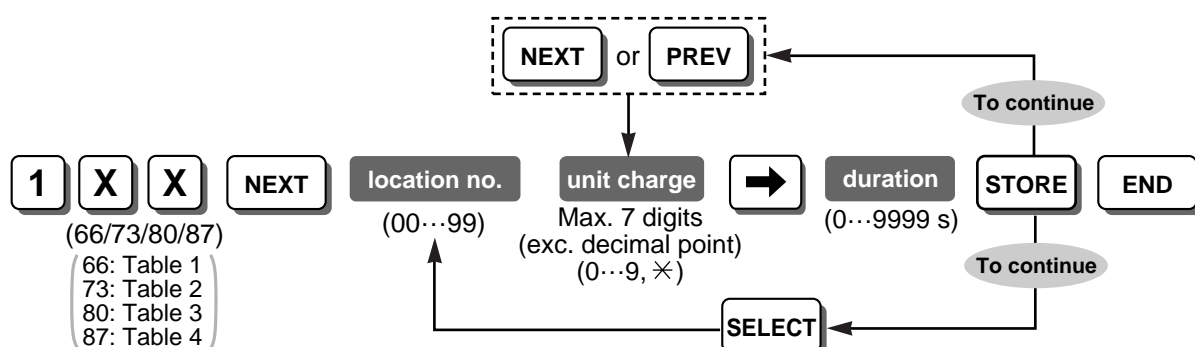 NEXT or PREV
To continue
1 X X NEXT location no. unit charge ➡ duration STORE END
(66/73/80/87)
(00···99)
Max. 7 digits
(exc. decimal point)
(0···9, ✳)
(0···9999 s)
66: Table 1
73: Table 2
80: Table 3
87: Table 4
To continue
SELECT